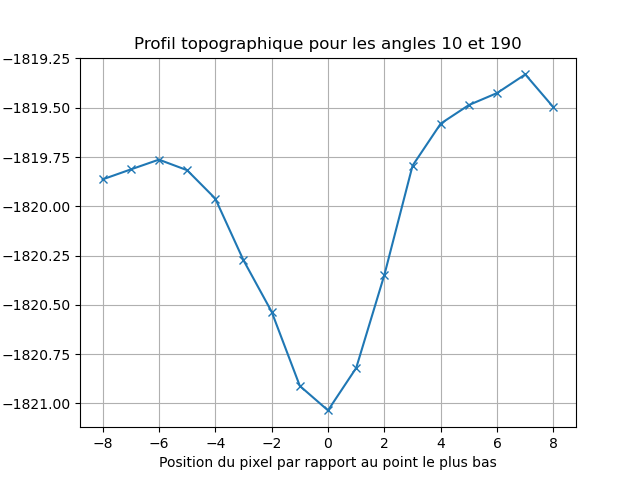 Profil topographique pour les angles 10 et 190
−1819.25
−1819.50
−1819.75
−1820.00
−1820.25
−1820.50
−1820.75
−1821.00
−8 −6 −4 −2 0 2 4 6 8
Position du pixel par rapport au point le plus bas